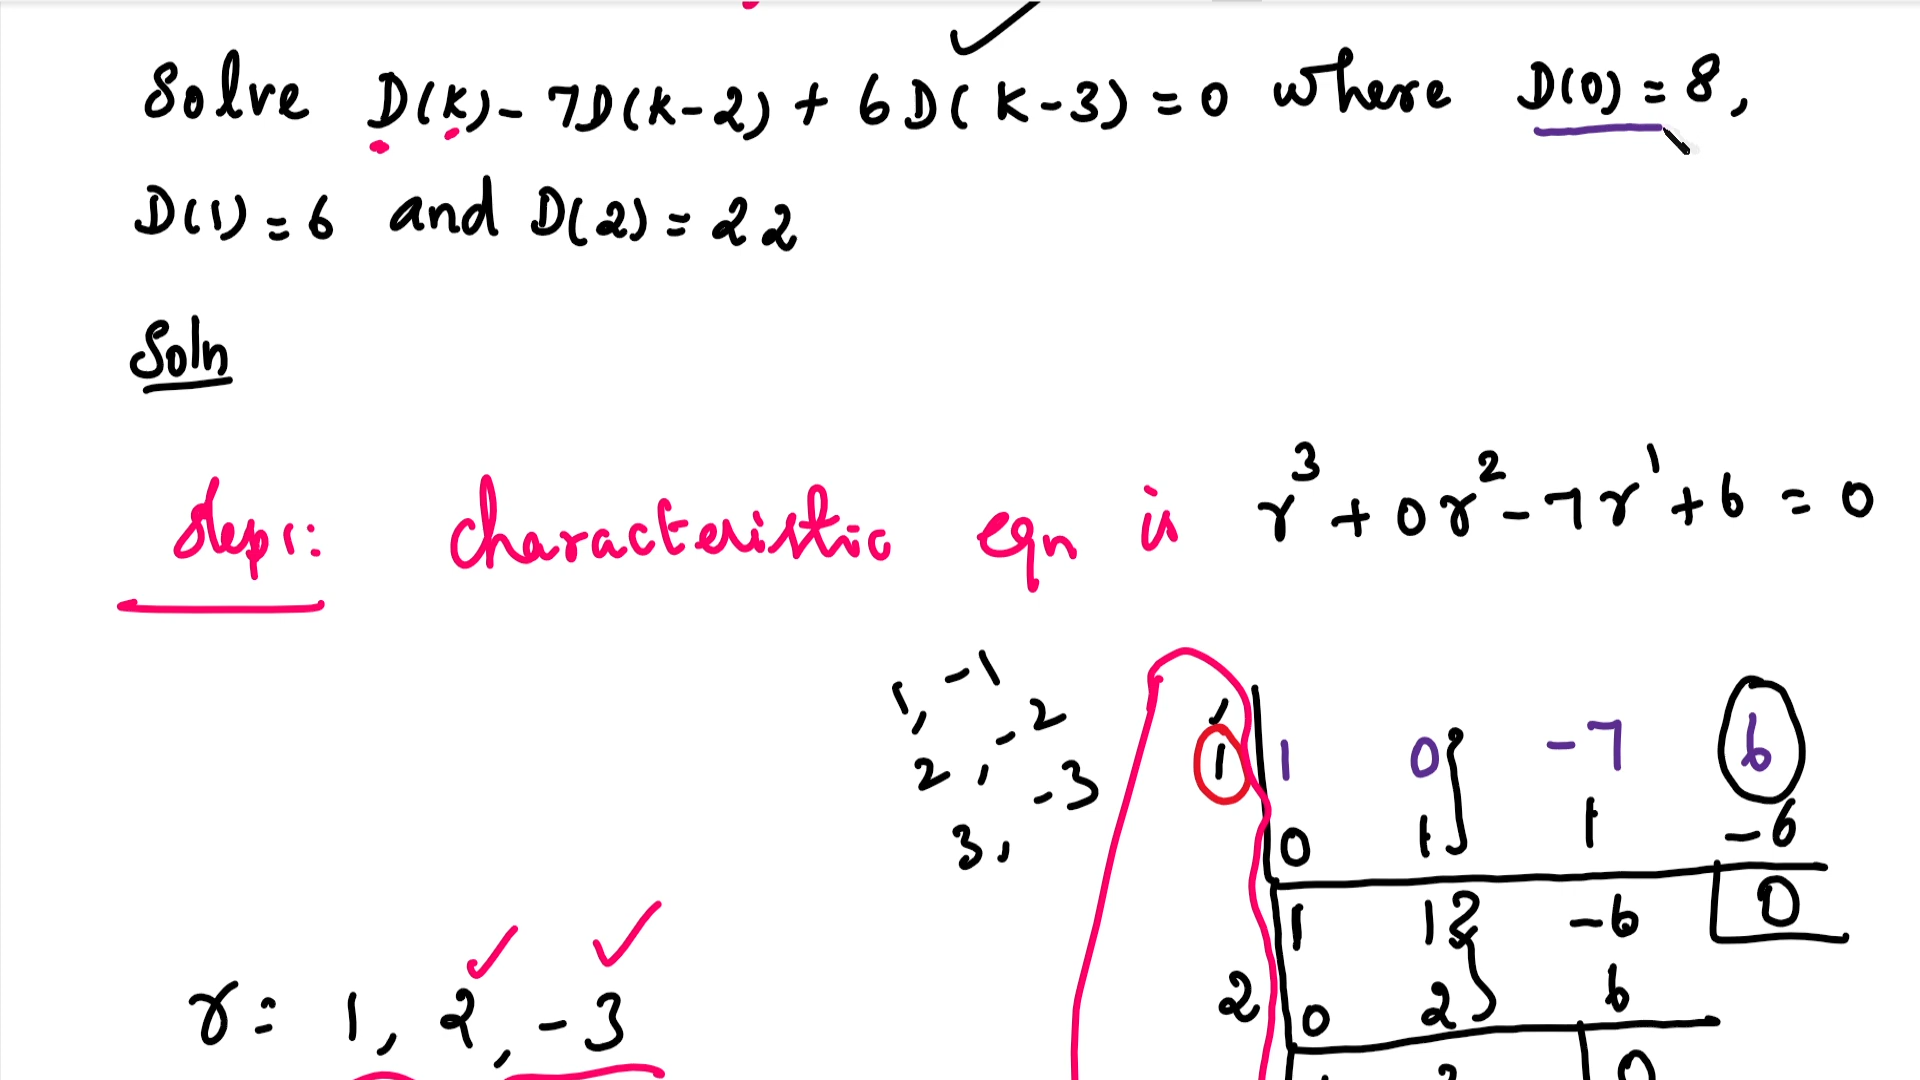 Solve D(K) - 7D(K-2) + 6D(K-3) = 0 where D(0) = 8,
D(1) = 6 and D(2) = 22
Soln
Step1: Characteristic eqn is r³ + 0r² - 7r¹ + 6 = 0
1, -1
2, -2
3, -3
1 | 1 0 -7 6
0 1 1 -6
1 1 -6 0
2 | 0 2 6
r = 1, 2, -3